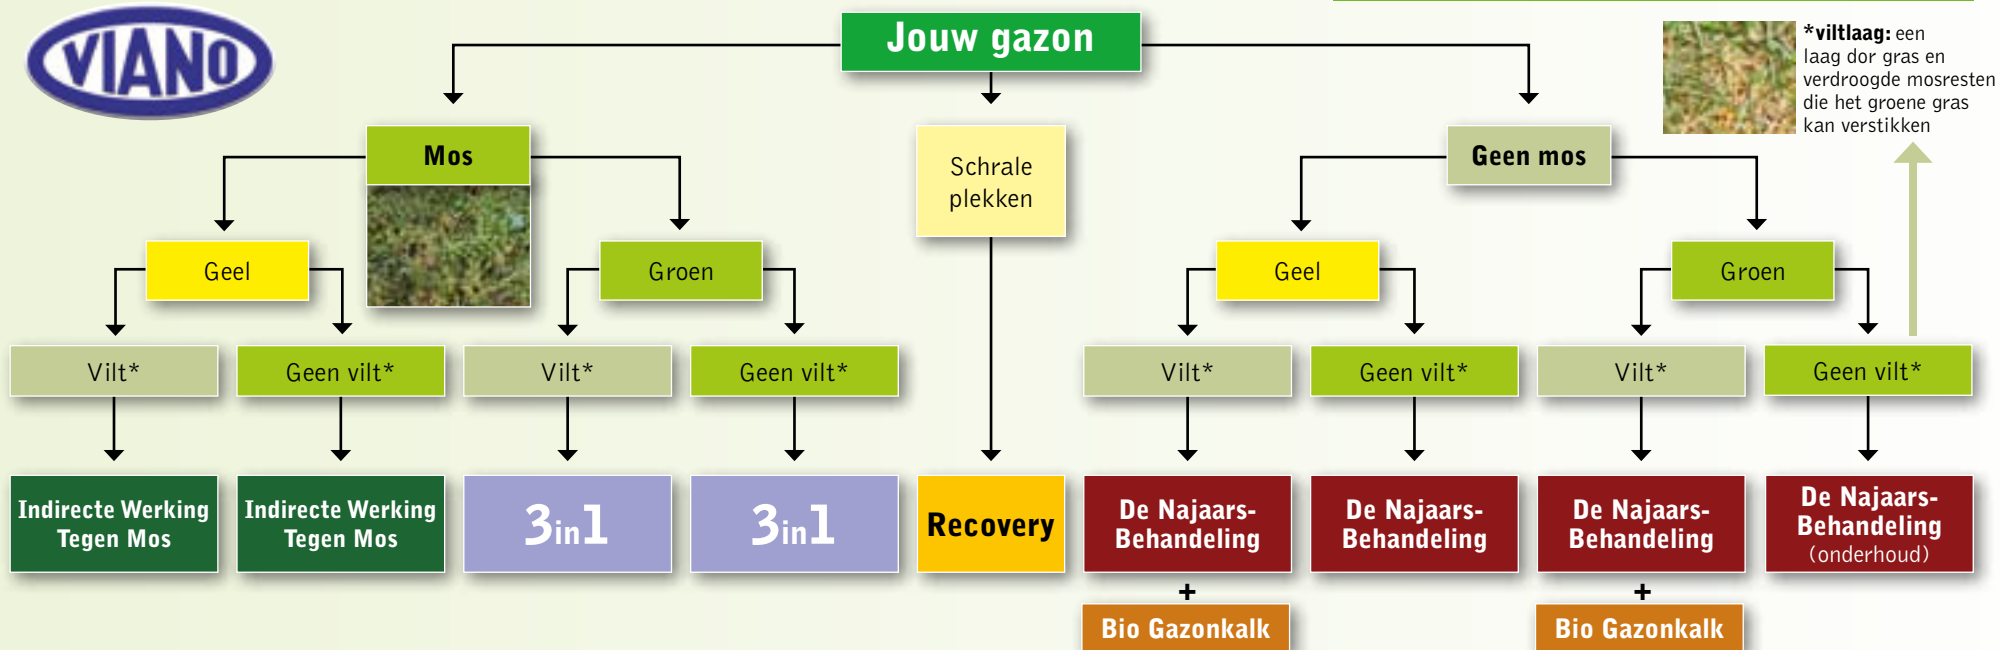 VIANO
Jouw gazon
*viltlaag: een
laag dor gras en
verdroogde mosresten
die het groene gras
kan verstikken
Mos
Schrale
plekken
Geen mos
Geel
Groen
Geel
Groen
Vilt*
Geen vilt*
Vilt*
Geen vilt*
Vilt*
Geen vilt*
Vilt*
Geen vilt*
Indirecte Werking
Tegen Mos
Indirecte Werking
Tegen Mos
3in1
3in1
Recovery
De Najaars-
Behandeling
+
Bio Gazonkalk
De Najaars-
Behandeling
De Najaars-
Behandeling
+
Bio Gazonkalk
De Najaars-
Behandeling
(onderhoud)